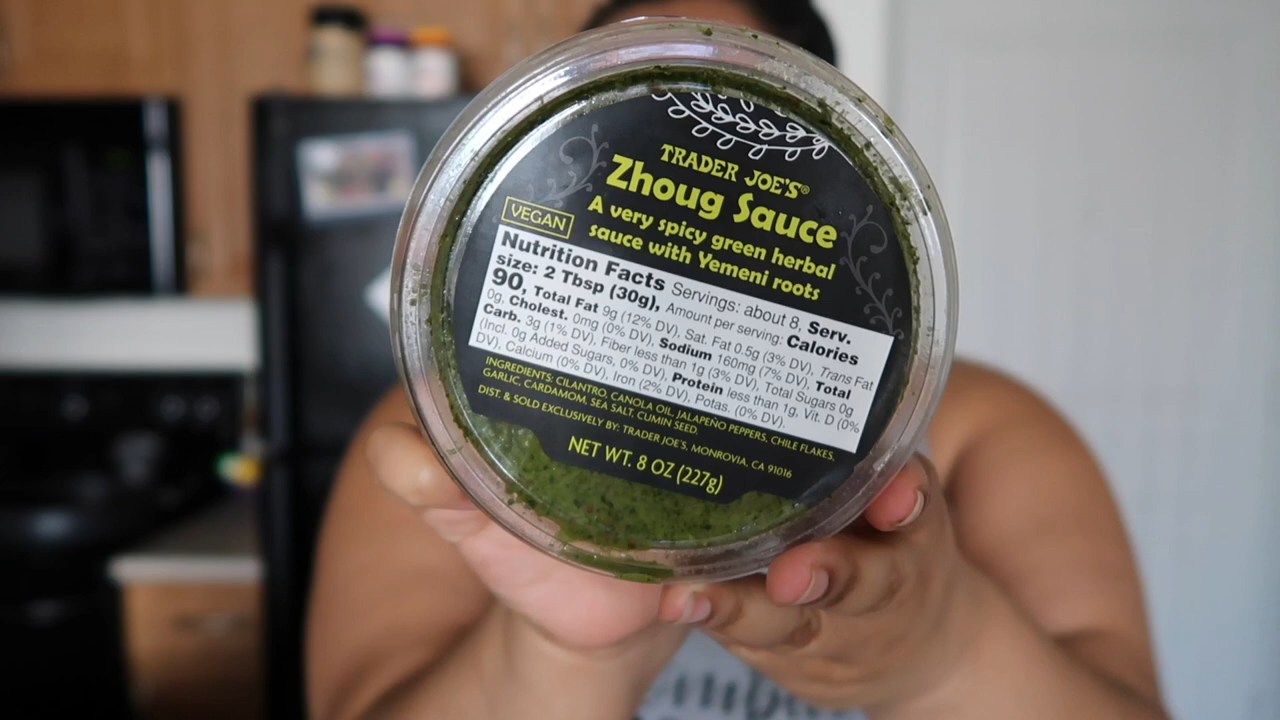 TRADER JOE'S®
Zhoug Sauce
VEGAN
A very spicy green herbal
sauce with Yemeni roots
Nutrition Facts Servings: about 8, Serv.
size: 2 Tbsp (30g), Amount per serving: Calories
90, Total Fat 9g (12% DV), Sat. Fat 0.5g (3% DV), Trans Fat
0g, Cholest. 0mg (0% DV), Sodium 160mg (7% DV), Total
Carb. 3g (1% DV), Fiber less than 1g (3% DV), Total Sugars 0g
(Incl. 0g Added Sugars, 0% DV), Protein less than 1g, Vit. D (0%
DV), Calcium (0% DV), Iron (2% DV), Potas. (0% DV).
INGREDIENTS: CILANTRO, CANOLA OIL, JALAPEÑO PEPPERS, CHILE FLAKES,
GARLIC, CARDAMOM, SEA SALT, CUMIN SEED.
DIST. & SOLD EXCLUSIVELY BY: TRADER JOE'S, MONROVIA, CA 91016
NET WT. 8 OZ (227g)